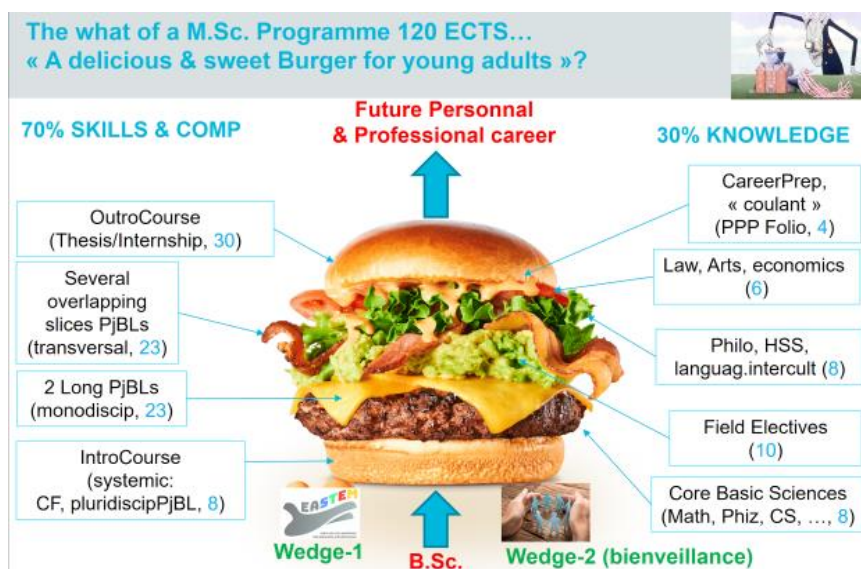 The what of a M.Sc. Programme 120 ECTS…
« A delicious & sweet Burger for young adults »?
Future Personnal
& Professional career
70% SKILLS & COMP
30% KNOWLEDGE
OutroCourse
(Thesis/Internship, 30)
Several
overlapping
slices PjBLs
(transversal, 23)
2 Long PjBLs
(monodiscip, 23)
IntroCourse
(systemic:
CF, pluridiscipPjBL, 8)
CareerPrep,
« coulant »
(PPP Folio, 4)
Law, Arts, economics
(6)
Philo, HSS,
languag.intercult (8)
Field Electives
(10)
Core Basic Sciences
(Math, Phiz, CS, …, 8)
EASTEM
Wedge-1
B.Sc.
Wedge-2 (bienveillance)